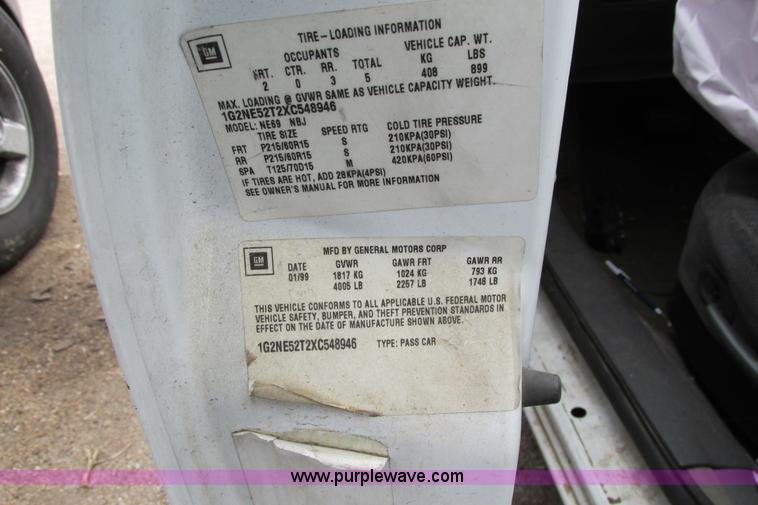 GM
TIRE-LOADING INFORMATION
OCCUPANTS VEHICLE CAP. WT.
FRT. CTR. RR. TOTAL KG LBS
2 0 3 5 408 899
MAX. LOADING @ GVWR SAME AS VEHICLE CAPACITY WEIGHT.
1G2NE52T2XC548946
MODEL: NE69 NBJ
TIRE SIZE SPEED RTG COLD TIRE PRESSURE
FRT P215/60R15 S 210KPA(30PSI)
RR P215/60R15 S 210KPA(30PSI)
SPA T125/70D15 M 420KPA(60PSI)
IF TIRES ARE HOT, ADD 28KPA(4PSI)
SEE OWNER'S MANUAL FOR MORE INFORMATION
GM
MFD BY GENERAL MOTORS CORP
DATE GVWR GAWR FRT GAWR RR
01/99 1817 KG 1024 KG 793 KG
4005 LB 2257 LB 1748 LB
THIS VEHICLE CONFORMS TO ALL APPLICABLE U.S. FEDERAL MOTOR
VEHICLE SAFETY, BUMPER, AND THEFT PREVENTION STANDARDS IN
EFFECT ON THE DATE OF MANUFACTURE SHOWN ABOVE.
1G2NE52T2XC548946 TYPE: PASS CAR
www.purplewave.com